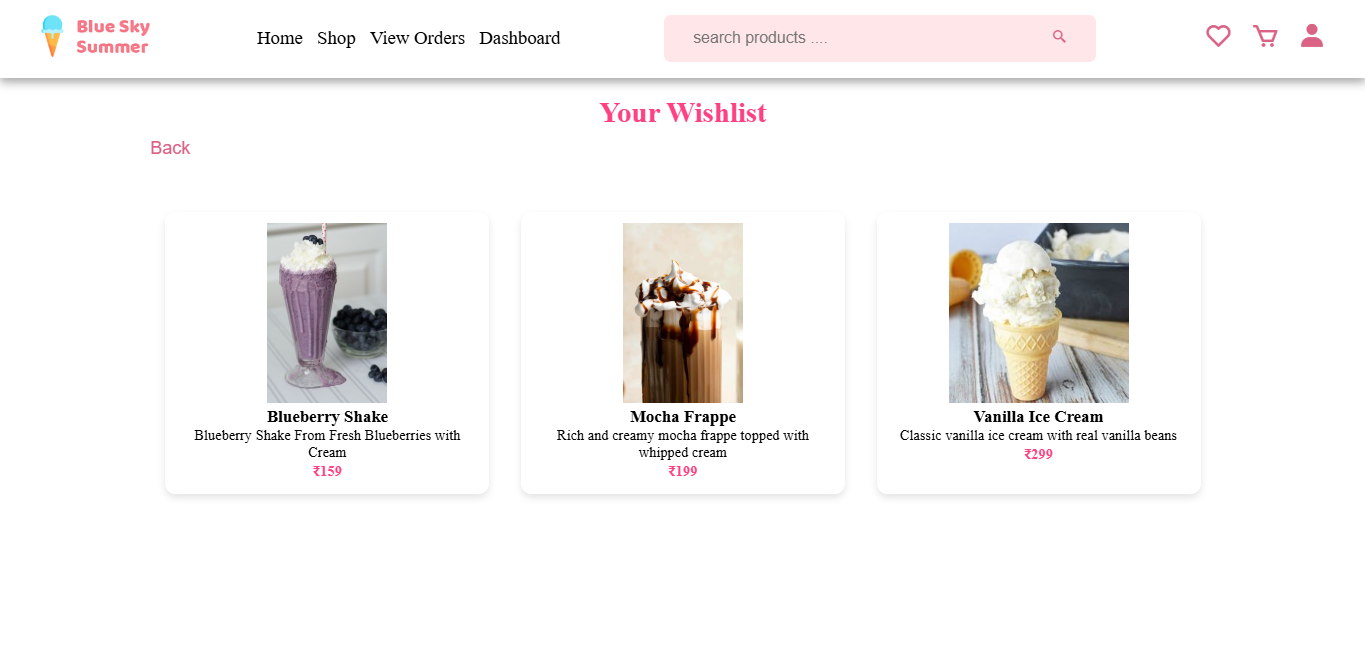 Blue Sky
Summer
Home Shop View Orders Dashboard
search products ....
Your Wishlist
Back
Blueberry Shake
Blueberry Shake From Fresh Blueberries with
Cream
₹159
Mocha Frappe
Rich and creamy mocha frappe topped with
whipped cream
₹199
Vanilla Ice Cream
Classic vanilla ice cream with real vanilla beans
₹299